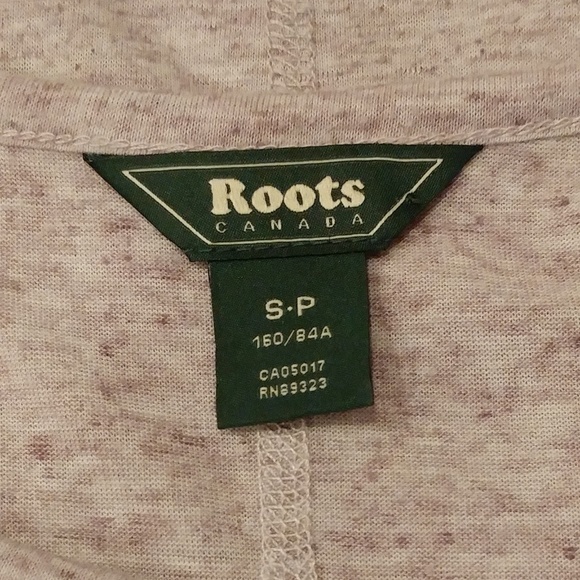 Roots
CANADA
S·P
160/84A
CA05017
RN89323